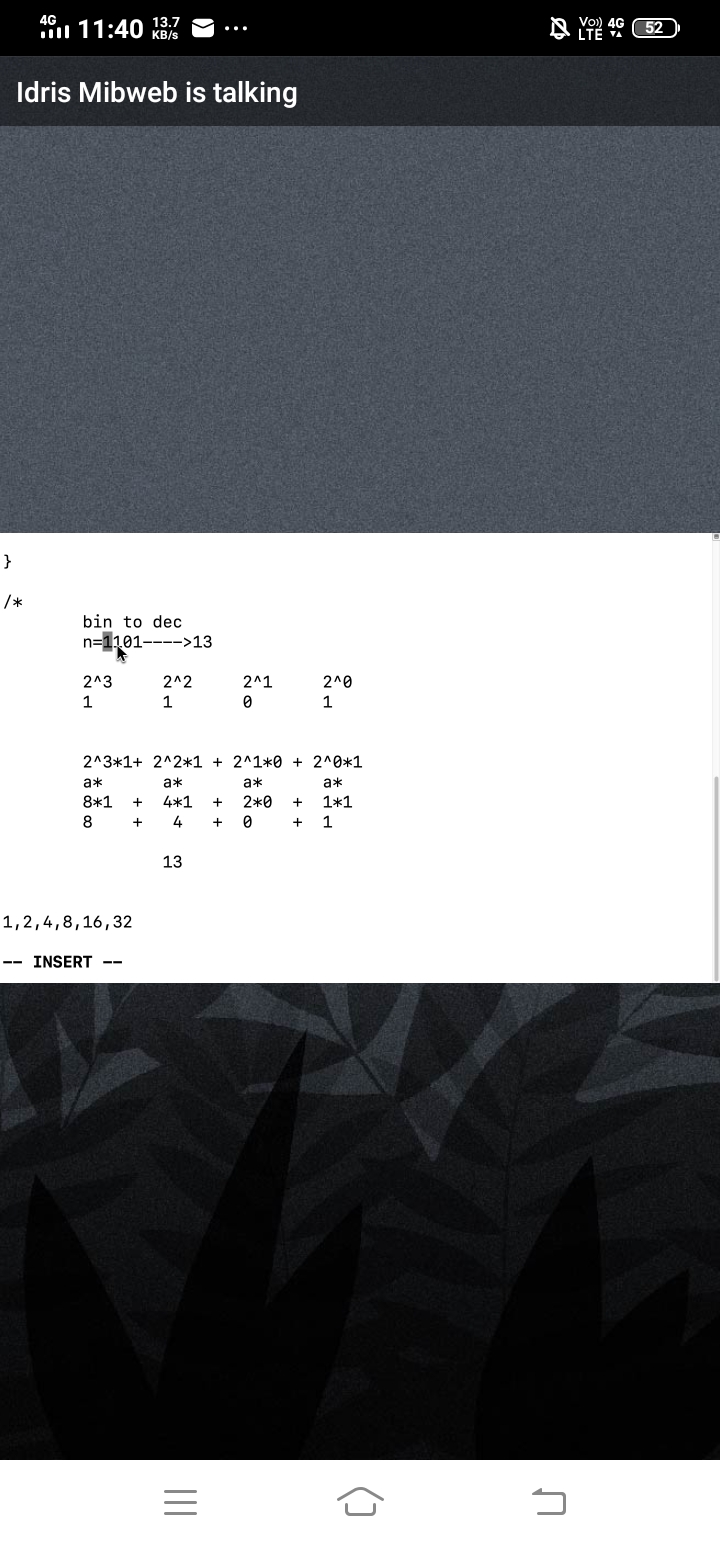 4G 11:40 13.7 KB/s ... Vo) LTE 4G 52
Idris Mibweb is talking
}
/*
bin to dec
n=1101---->13
2^3 2^2 2^1 2^0
1 1 0 1
2^3*1+ 2^2*1 + 2^1*0 + 2^0*1
a* a* a* a*
8*1 + 4*1 + 2*0 + 1*1
8 + 4 + 0 + 1
13
1,2,4,8,16,32
-- INSERT --